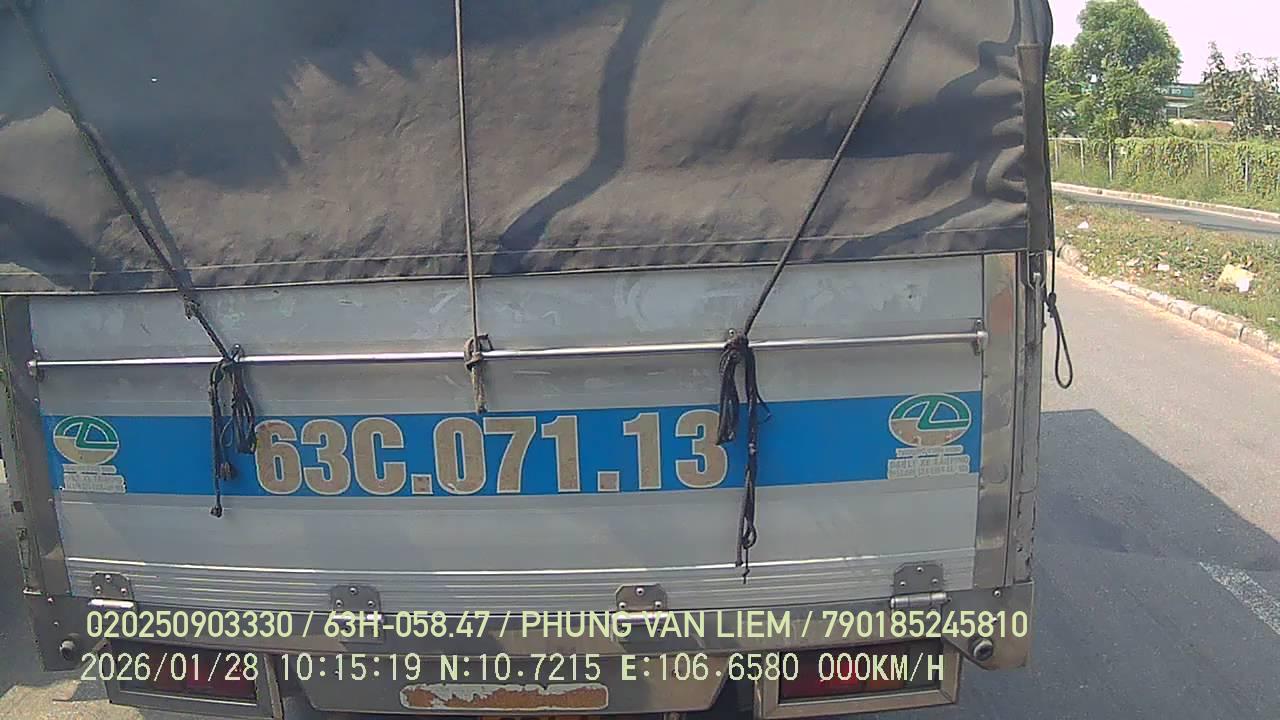 63C.071.13
020250903330 / 63H-058.47 / PHUNG VAN LIEM / 790185245810
2026/01/28 10:15:19 N:10.7215 E:106.6580 000KM/H